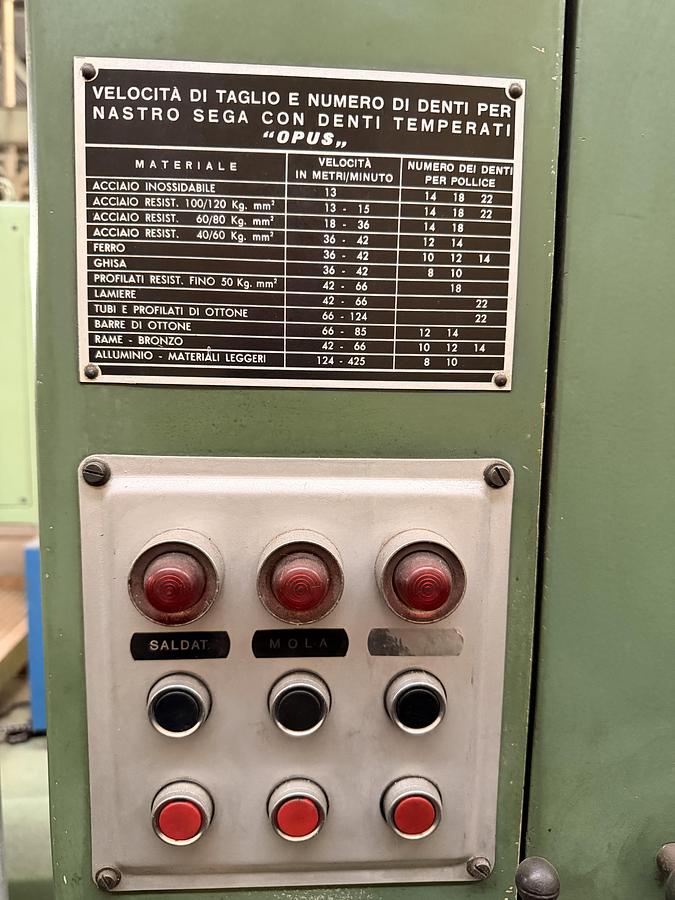 VELOCITÀ DI TAGLIO E NUMERO DI DENTI PER
NASTRO SEGA CON DENTI TEMPERATI
“OPUS„
MATERIALE
VELOCITÀ
IN METRI/MINUTO
NUMERO DEI DENTI
PER POLLICE
ACCIAIO INOSSIDABILE 13 14 18 22
ACCIAIO RESIST. 100/120 Kg. mm² 13 - 15 14 18 22
ACCIAIO RESIST. 60/80 Kg. mm² 18 - 36 14 18
ACCIAIO RESIST. 40/60 Kg. mm² 36 - 42 12 14
FERRO 36 - 42 10 12 14
GHISA 36 - 42 8 10
PROFILATI RESIST. FINO 50 Kg. mm² 42 - 66 18
LAMIERE 42 - 66 22
TUBI E PROFILATI DI OTTONE 66 - 124 22
BARRE DI OTTONE 66 - 85 12 14
RAME - BRONZO 42 - 66 10 12 14
ALLUMINIO - MATERIALI LEGGERI 124 - 425 8 10
SALDAT. MOLA